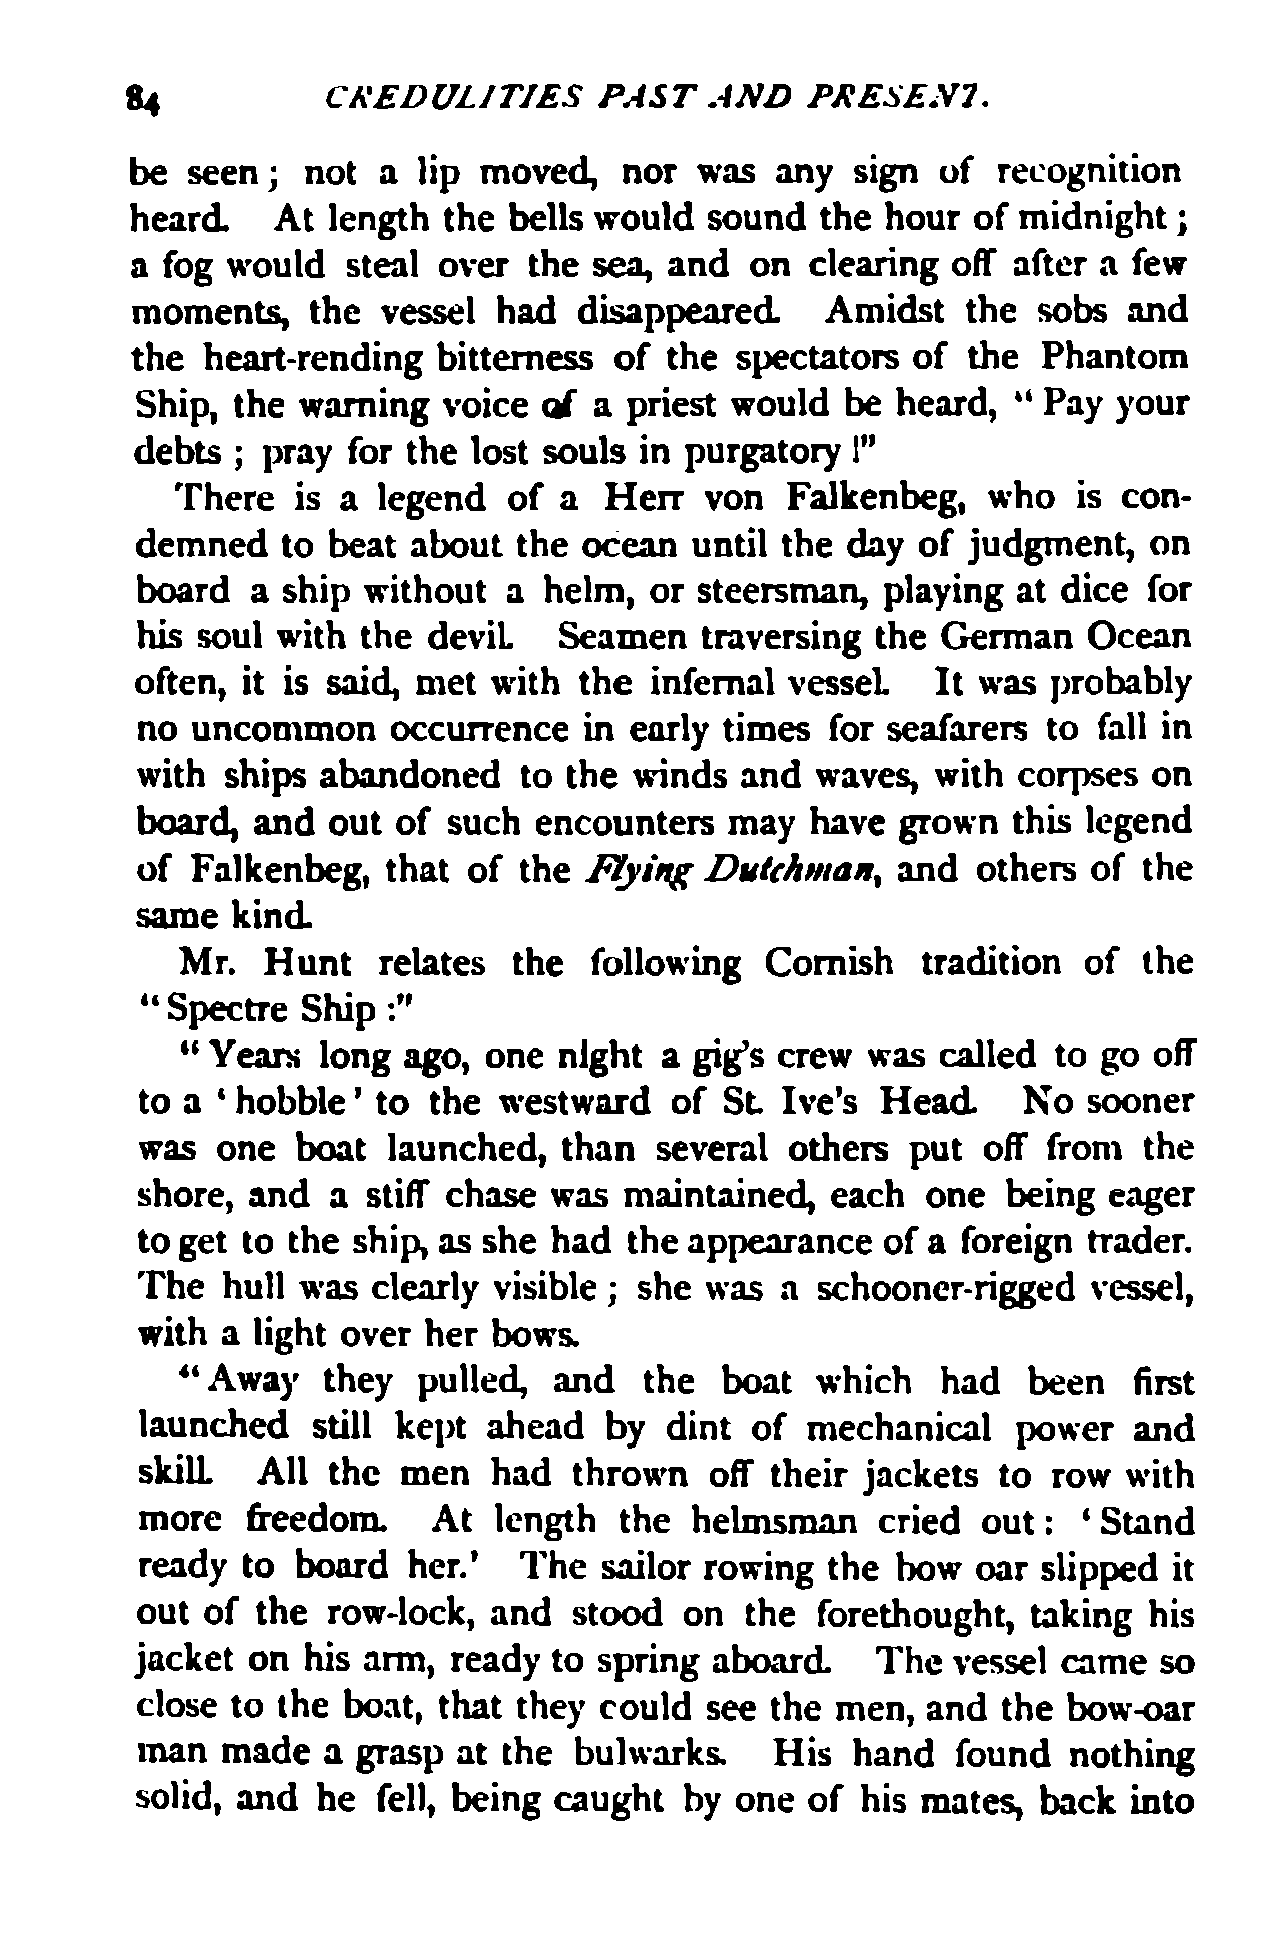 84 CREDULITIES PAST AND PRESENT.
be seen ; not a lip moved, nor was any sign of recognition
heard. At length the bells would sound the hour of midnight ;
a fog would steal over the sea, and on clearing off after a few
moments, the vessel had disappeared. Amidst the sobs and
the heart-rending bitterness of the spectators of the Phantom
Ship, the warning voice of a priest would be heard, " Pay your
debts ; pray for the lost souls in purgatory !"
There is a legend of a Herr von Falkenbeg, who is con-
demned to beat about the ocean until the day of judgment, on
board a ship without a helm, or steersman, playing at dice for
his soul with the devil. Seamen traversing the German Ocean
often, it is said, met with the infernal vessel. It was probably
no uncommon occurrence in early times for seafarers to fall in
with ships abandoned to the winds and waves, with corpses on
board, and out of such encounters may have grown this legend
of Falkenbeg, that of the Flying Dutchman, and others of the
same kind.
Mr. Hunt relates the following Cornish tradition of the
" Spectre Ship :"
" Years long ago, one night a gig's crew was called to go off
to a ' hobble ' to the westward of St. Ive's Head. No sooner
was one boat launched, than several others put off from the
shore, and a stiff chase was maintained, each one being eager
to get to the ship, as she had the appearance of a foreign trader.
The hull was clearly visible ; she was a schooner-rigged vessel,
with a light over her bows.
" Away they pulled, and the boat which had been first
launched still kept ahead by dint of mechanical power and
skill. All the men had thrown off their jackets to row with
more freedom. At length the helmsman cried out : ' Stand
ready to board her.' The sailor rowing the bow oar slipped it
out of the row-lock, and stood on the forethought, taking his
jacket on his arm, ready to spring aboard. The vessel came so
close to the boat, that they could see the men, and the bow-oar
man made a grasp at the bulwarks. His hand found nothing
solid, and he fell, being caught by one of his mates, back into